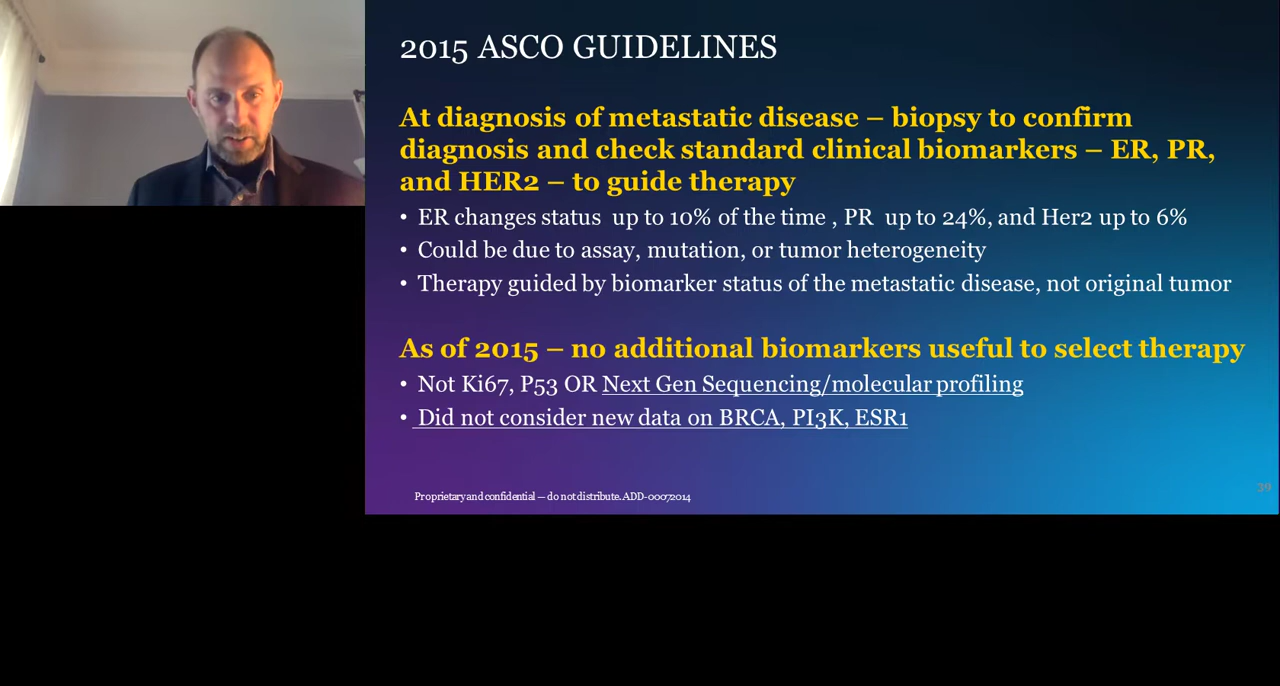 2015 ASCO GUIDELINES
At diagnosis of metastatic disease – biopsy to confirm
diagnosis and check standard clinical biomarkers – ER, PR,
and HER2 – to guide therapy
• ER changes status up to 10% of the time , PR up to 24%, and Her2 up to 6%
• Could be due to assay, mutation, or tumor heterogeneity
• Therapy guided by biomarker status of the metastatic disease, not original tumor
As of 2015 – no additional biomarkers useful to select therapy
• Not Ki67, P53 OR Next Gen Sequencing/molecular profiling
• Did not consider new data on BRCA, PI3K, ESR1
Proprietary and confidential — do not distribute. ADD-00072014
39